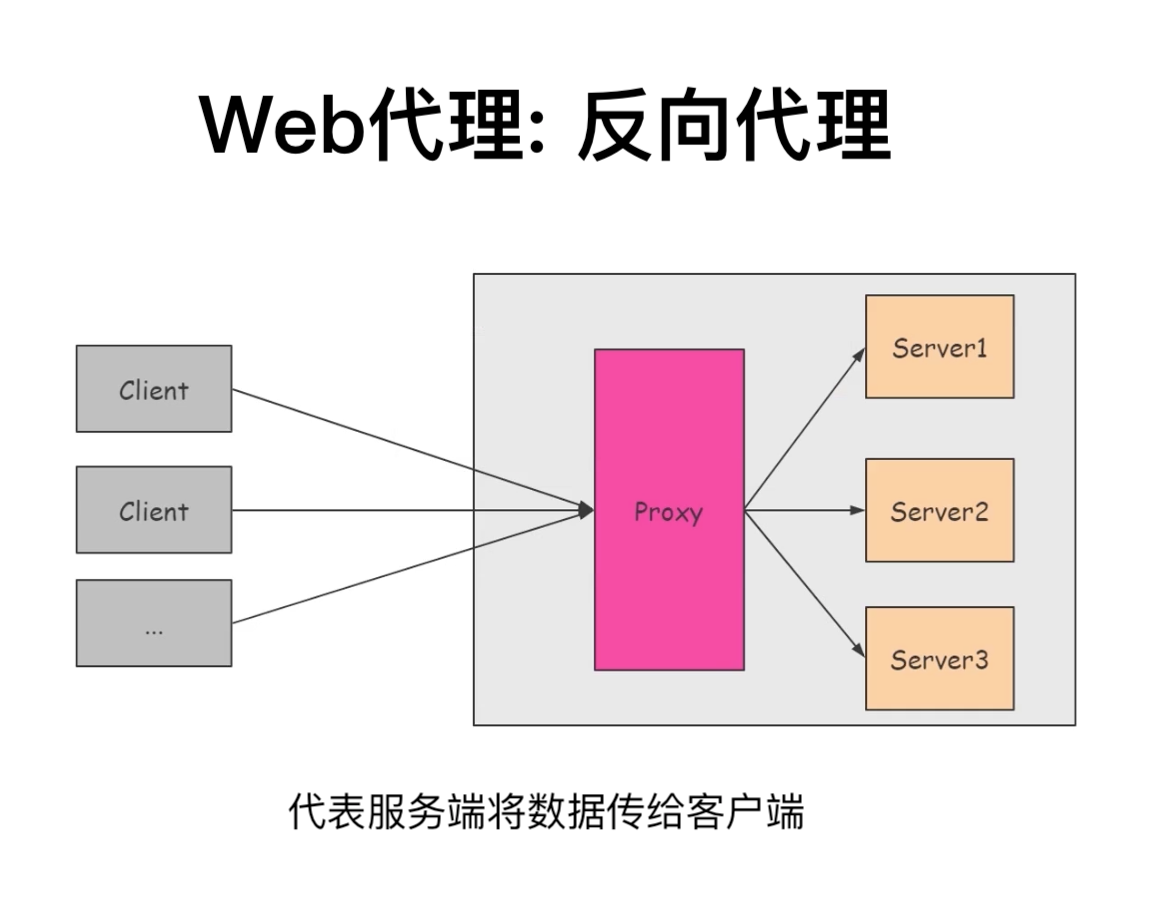 Web代理: 反向代理
Client
Client
...
Proxy
Server1
Server2
Server3
代表服务端将数据传给客户端